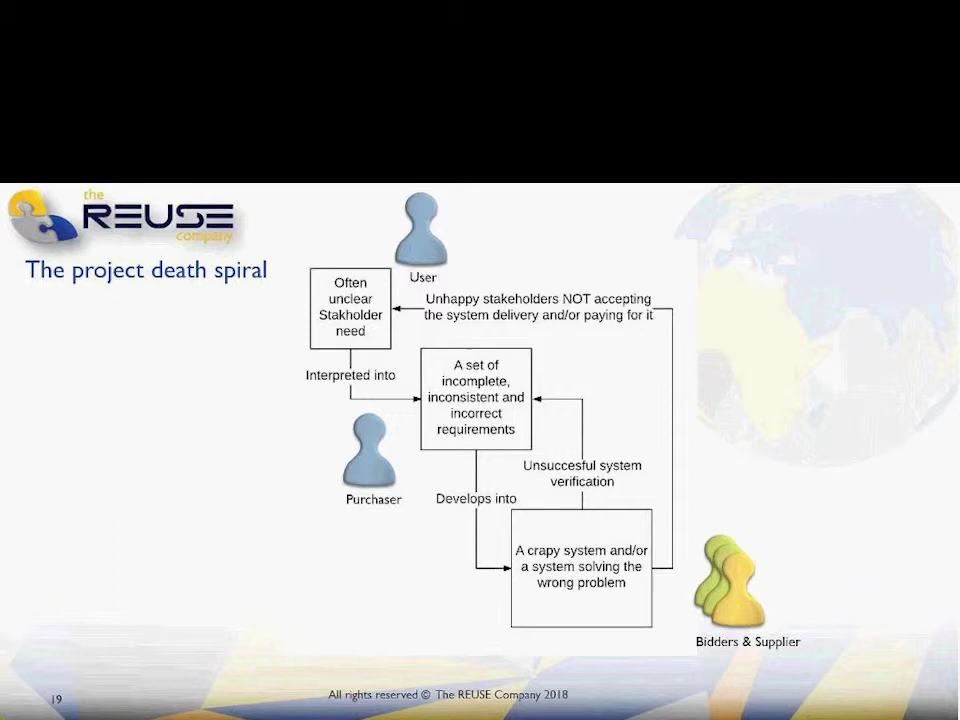 the
REUSE
company
The project death spiral
User
Often
unclear
Stakholder
need
Unhappy stakeholders NOT accepting
the system delivery and/or paying for it
Interpreted into
A set of
incomplete,
inconsistent and
incorrect
requirements
Purchaser
Develops into
Unsuccesful system
verification
A crapy system and/or
a system solving the
wrong problem
Bidders & Supplier
19
All rights reserved © The REUSE Company 2018